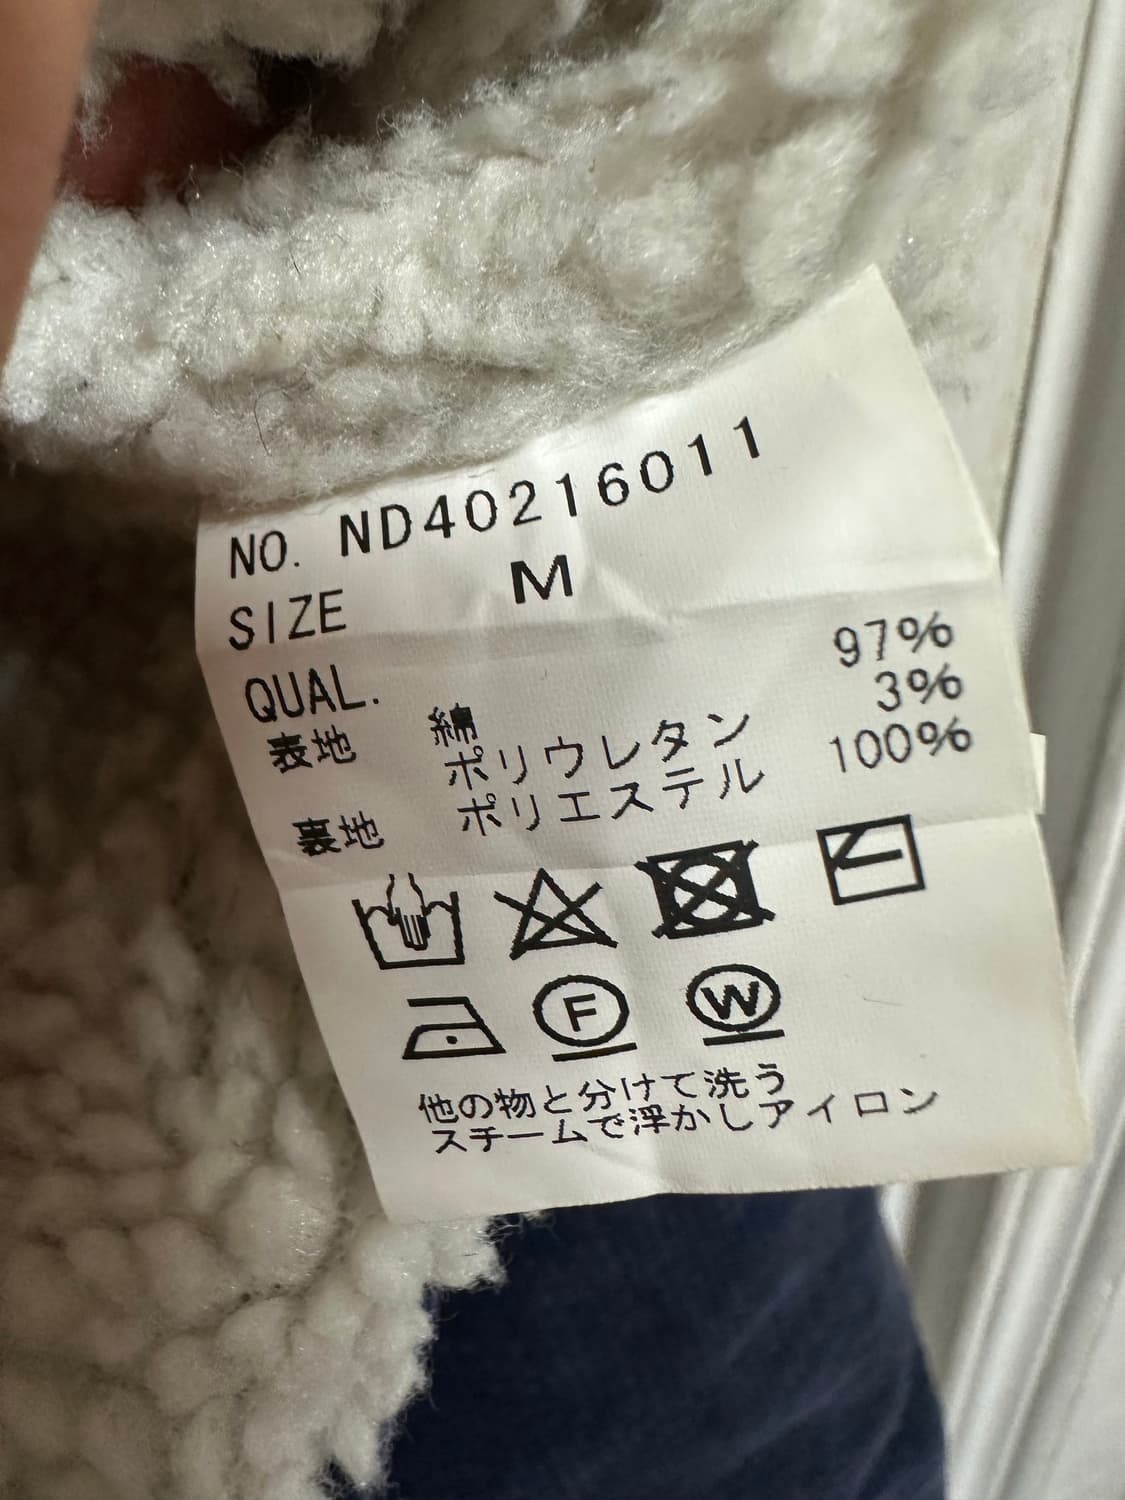 NO. ND40216011
SIZE M
QUAL.
表地 綿 97%
ポリウレタン 3%
裏地 ポリエステル 100%
F W
他の物と分けて洗う
スチームで浮かしアイロン